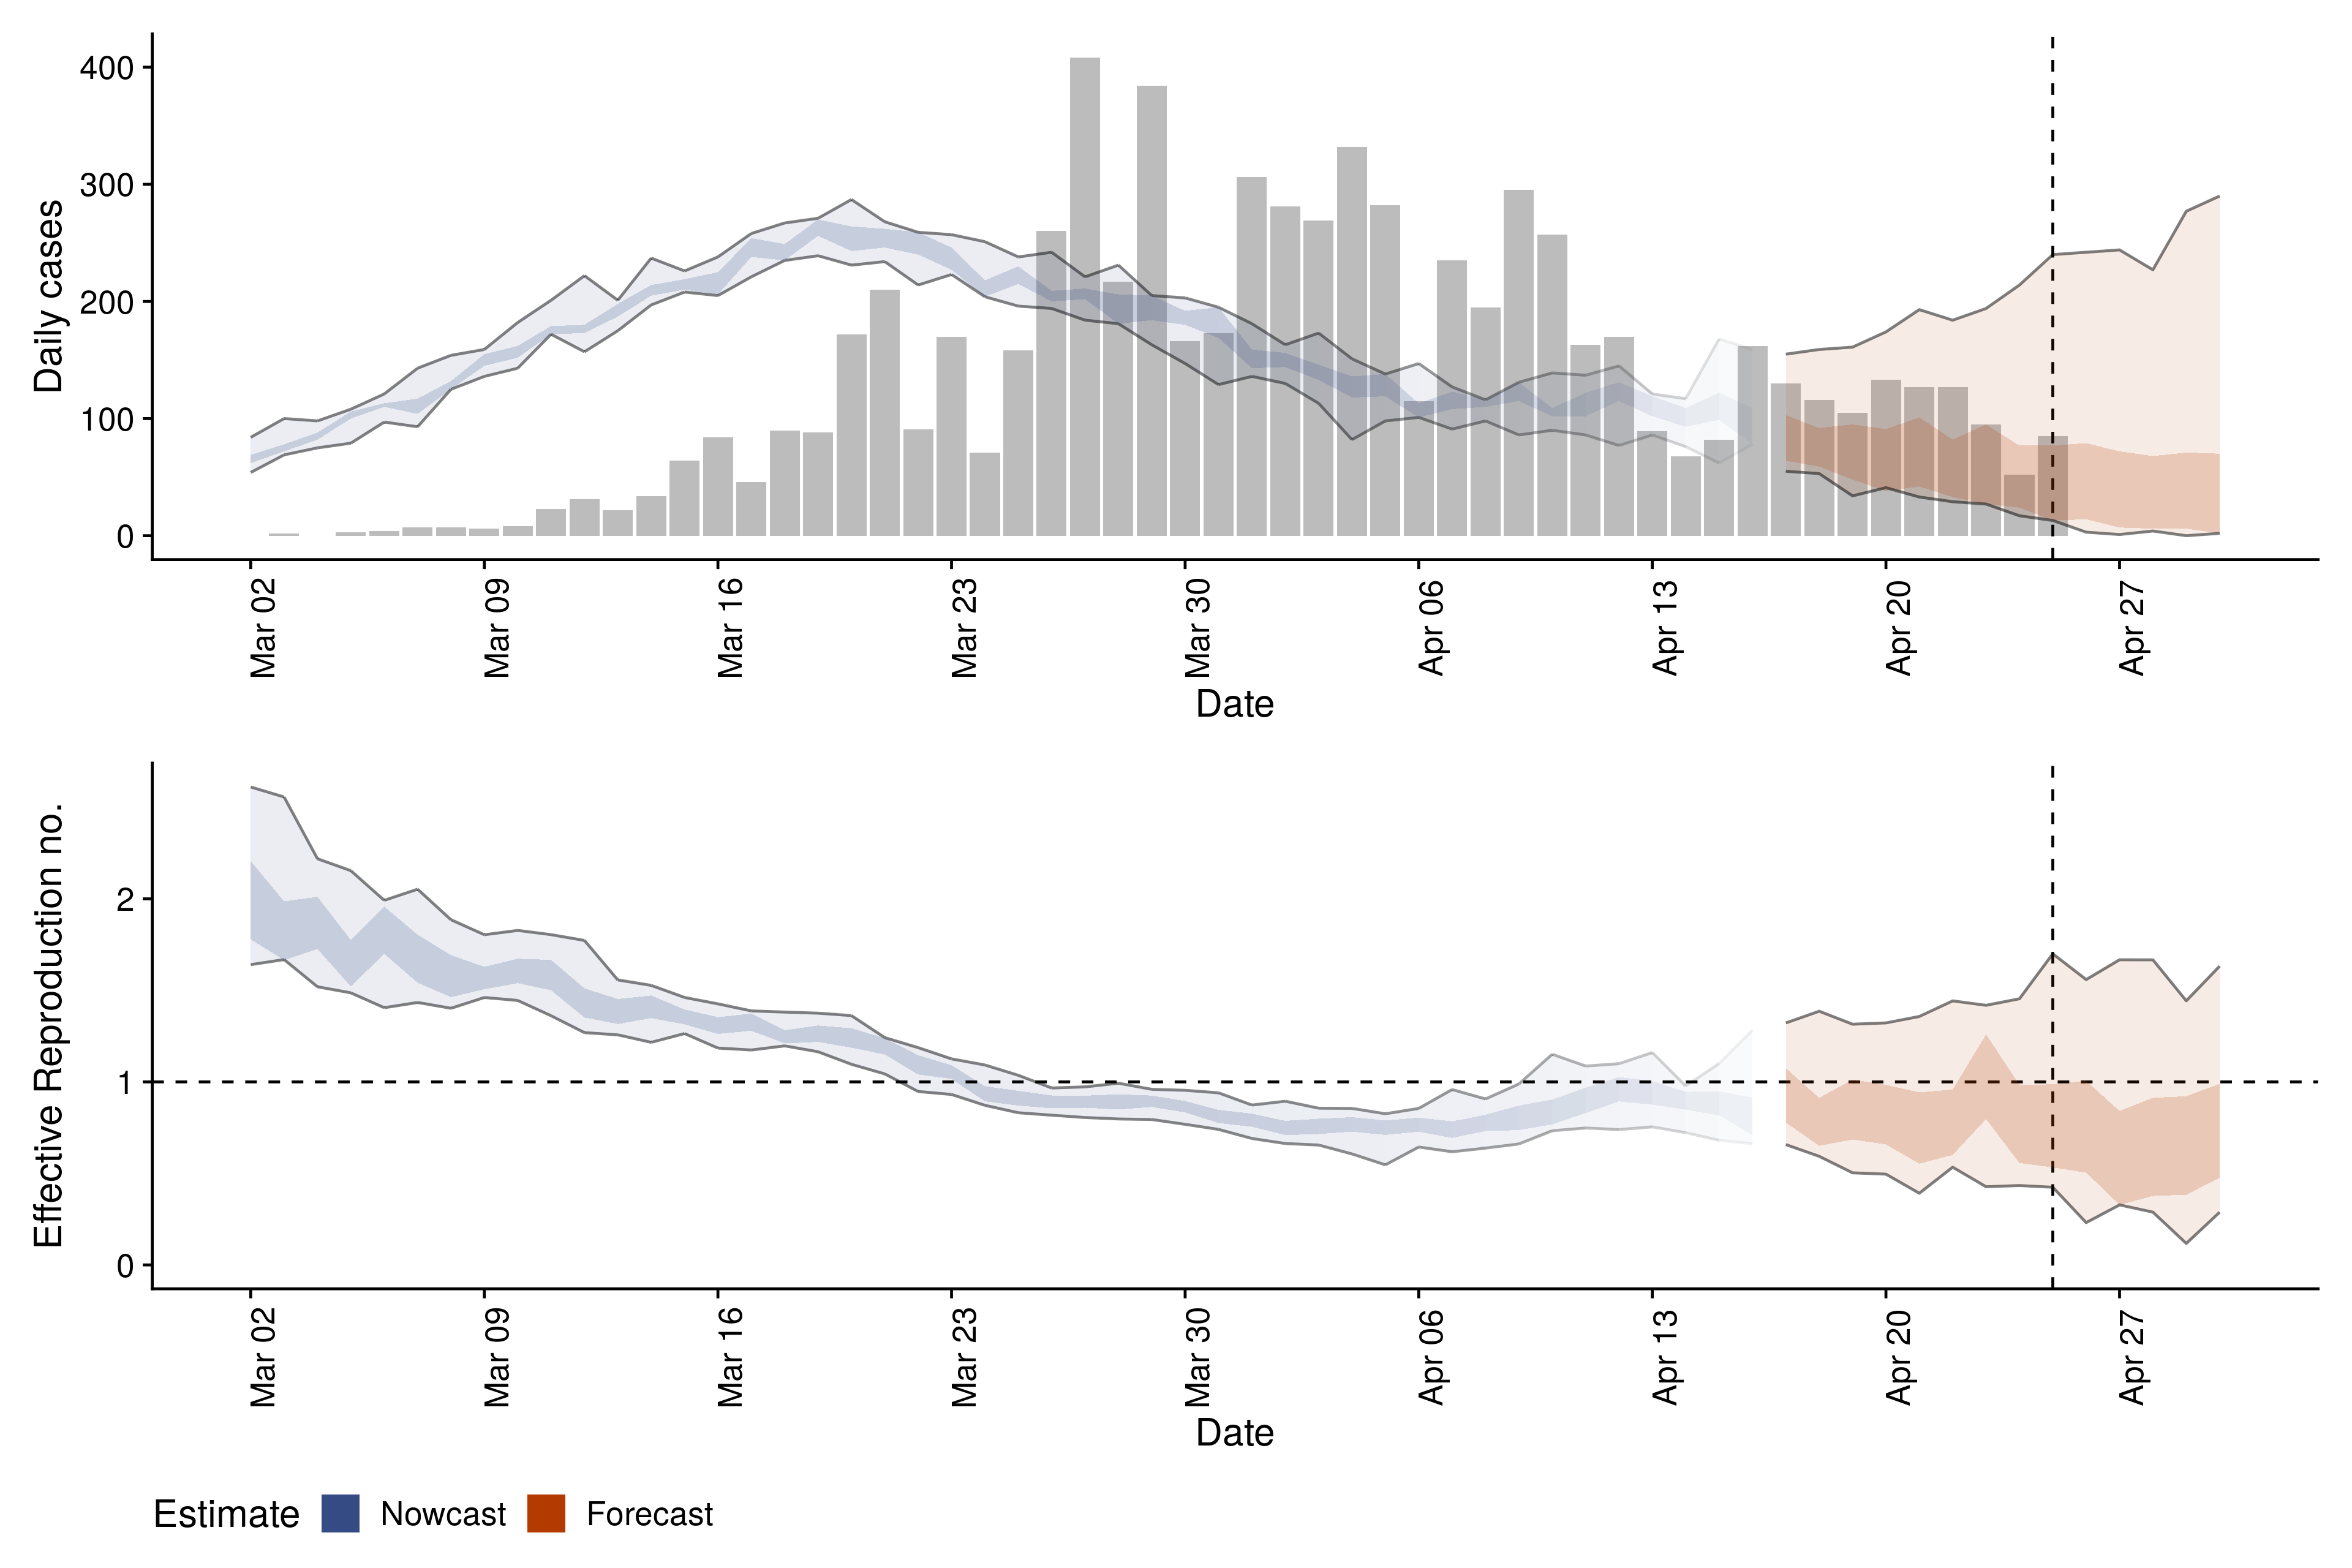 Daily cases
400
300
200
100
0
Mar 02
Mar 09
Mar 16
Mar 23
Mar 30
Apr 06
Apr 13
Apr 20
Apr 27
Date
Effective Reproduction no.
2
1
0
Mar 02
Mar 09
Mar 16
Mar 23
Mar 30
Apr 06
Apr 13
Apr 20
Apr 27
Date
Estimate Nowcast Forecast